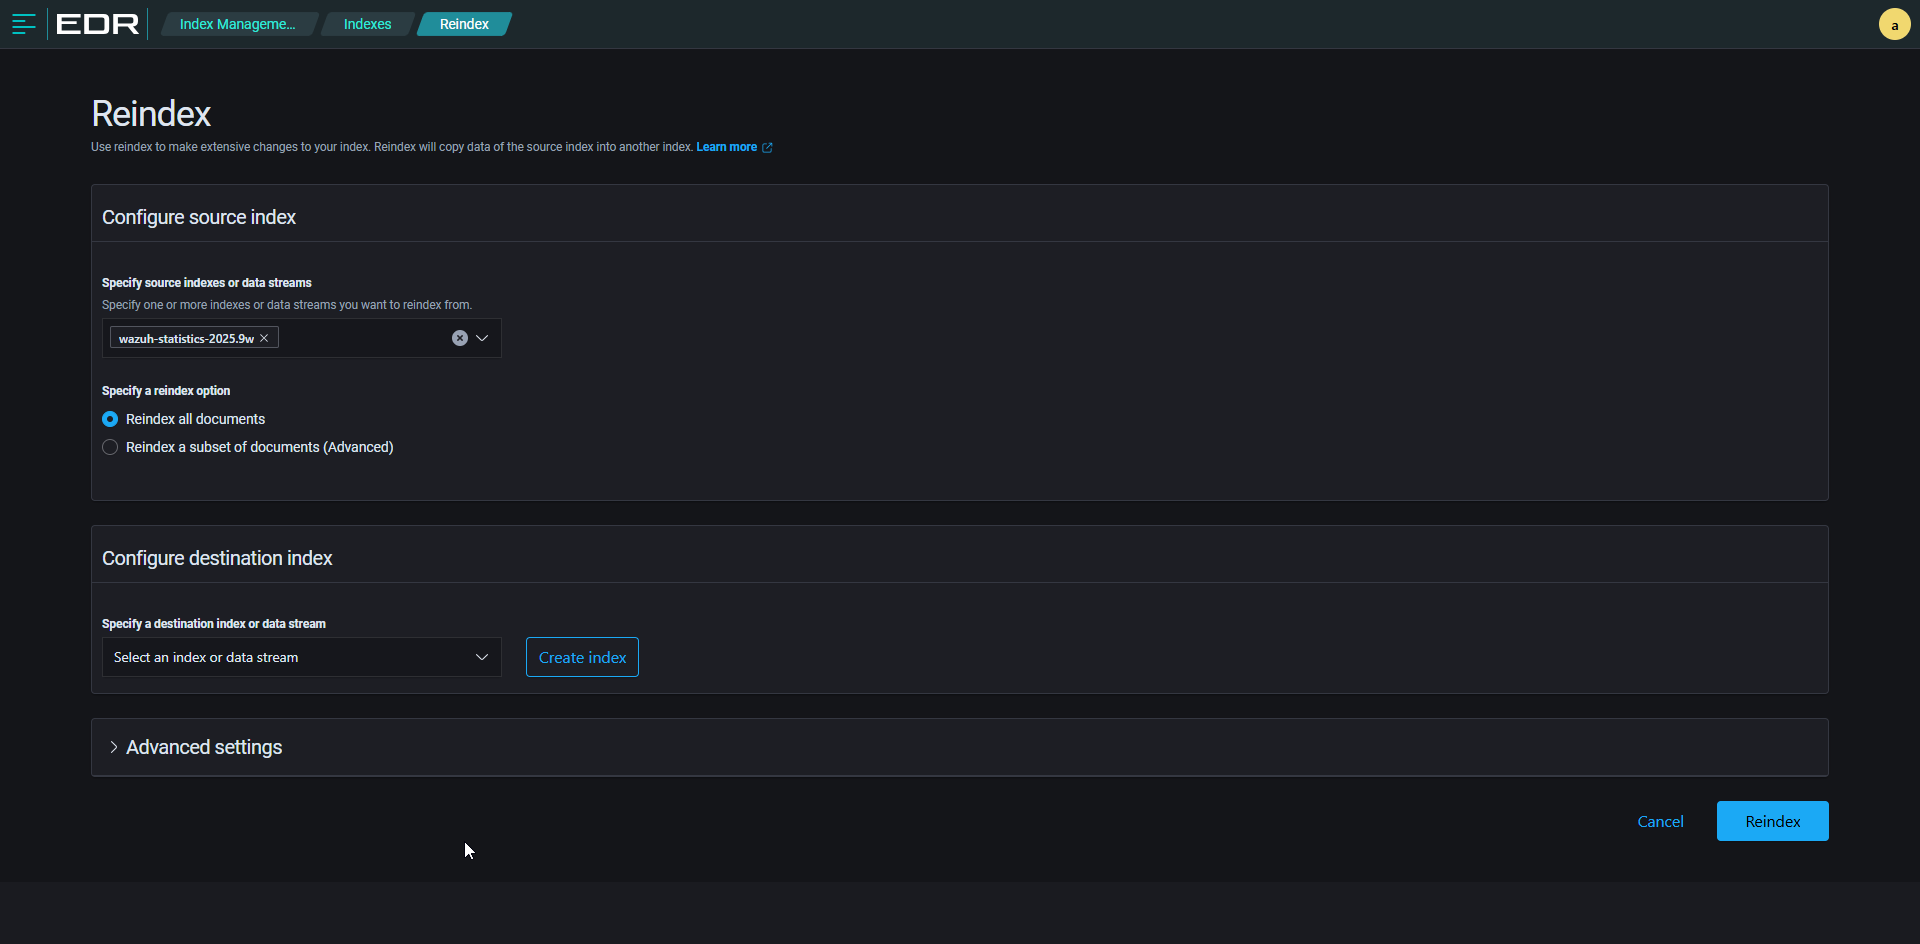 EDR Index Manageme... Indexes Reindex a
Reindex
Use reindex to make extensive changes to your index. Reindex will copy data of the source index into another index. Learn more
Configure source index
Specify source indexes or data streams
Specify one or more indexes or data streams you want to reindex from.
wazuh-statistics-2025.9w
Specify a reindex option
Reindex all documents
Reindex a subset of documents (Advanced)
Configure destination index
Specify a destination index or data stream
Select an index or data stream Create index
Advanced settings
Cancel Reindex